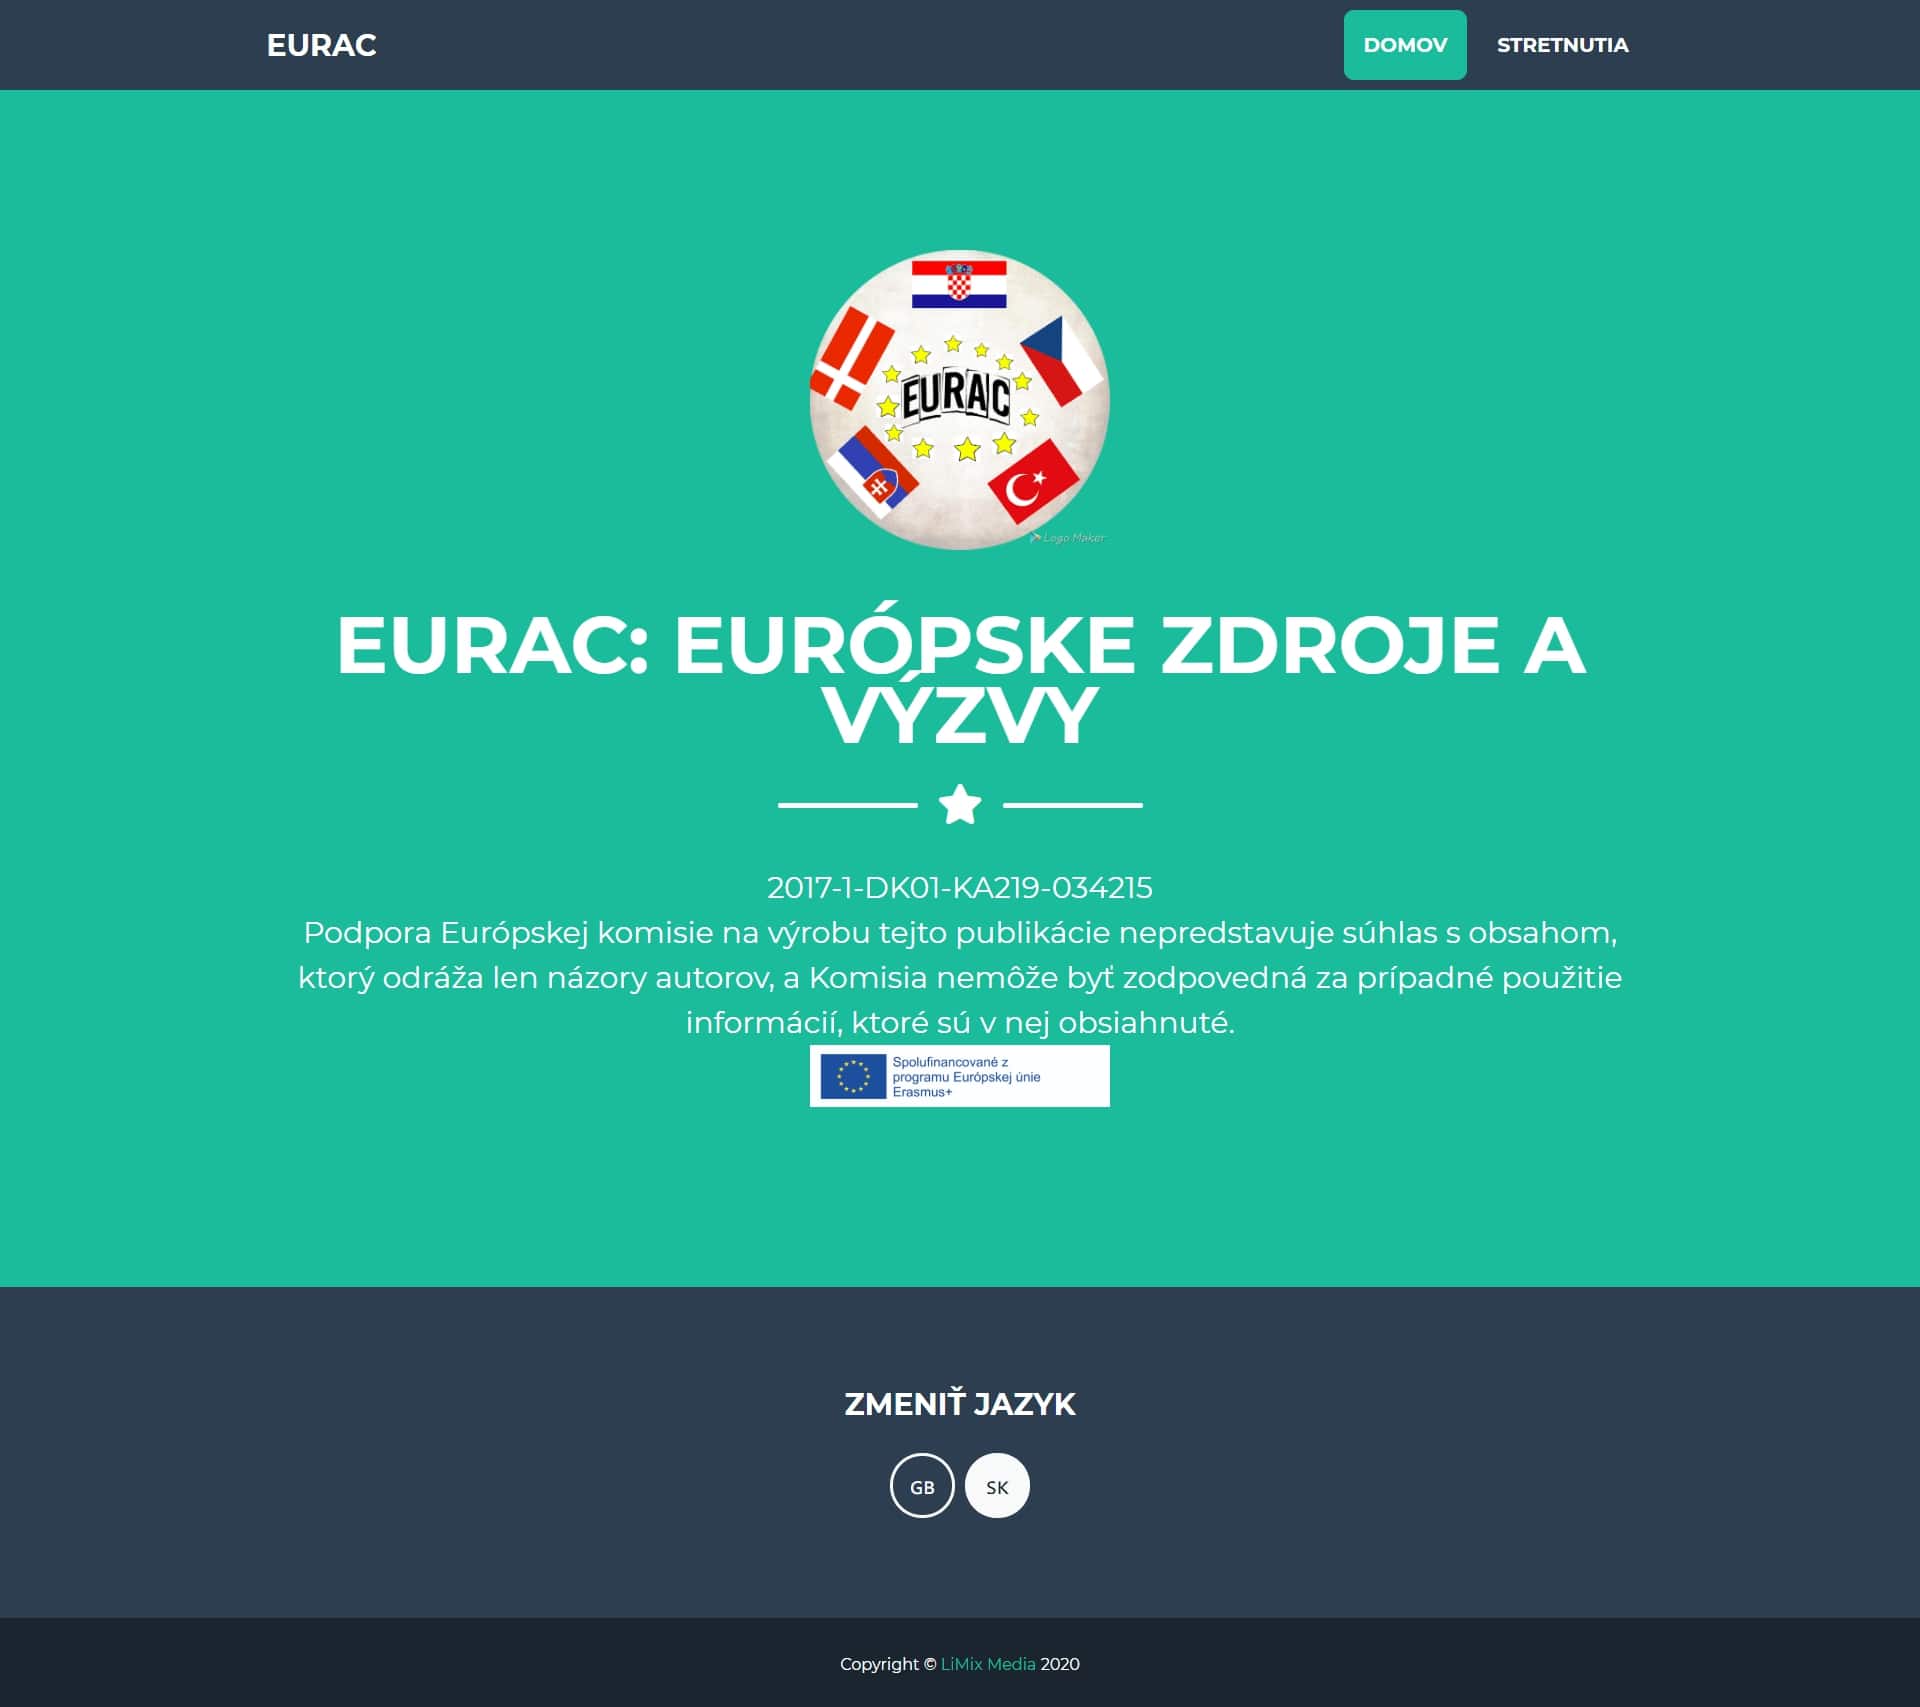 EURAC
DOMOV
STRETNUTIA
EURAC
Logo Maker
EURAC: EURÓPSKE ZDROJE A
VÝZVY
2017-1-DK01-KA219-034215
Podpora Európskej komisie na výrobu tejto publikácie nepredstavuje súhlas s obsahom,
ktorý odráža len názory autorov, a Komisia nemôže byť zodpovedná za prípadné použitie
informácií, ktoré sú v nej obsiahnuté.
Spolufinancované z
programu Európskej únie
Erasmus+
ZMENIŤ JAZYK
GB
SK
Copyright © LiMix Media 2020